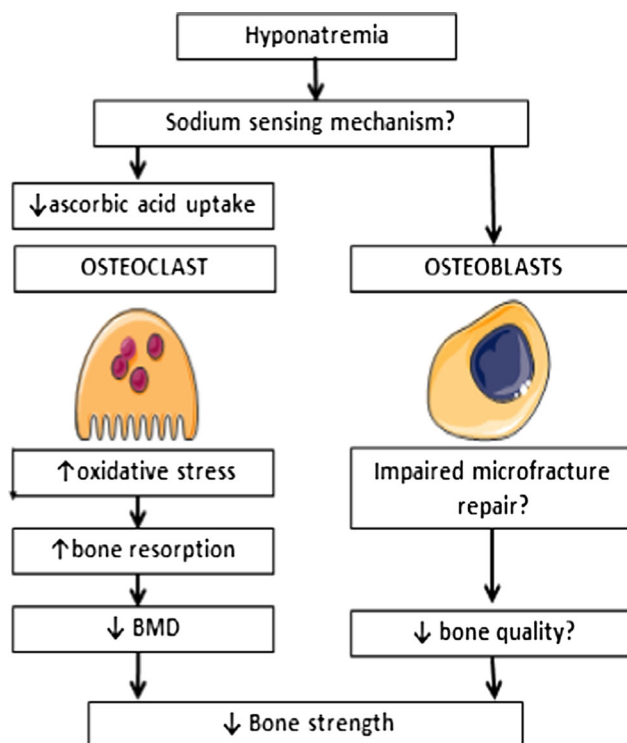 Hyponatremia
Sodium sensing mechanism?
↓ascorbic acid uptake
OSTEOCLAST
↑oxidative stress
↑bone resorption
↓ BMD
OSTEOBLASTS
Impaired microfracture
repair?
↓ bone quality?
↓ Bone strength